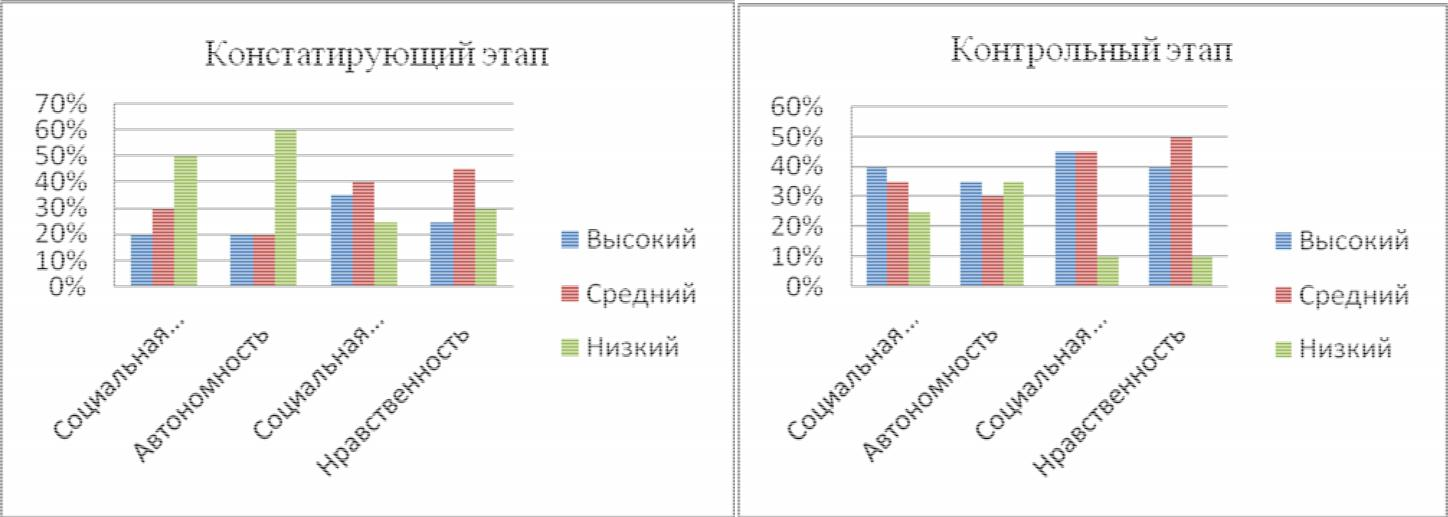 Констатирующий этап
70%
60%
50%
40%
30%
20%
10%
0%
Социальная...
Автономность
Социальная...
Нравственность
Высокий
Средний
Низкий
Контрольный этап
60%
50%
40%
30%
20%
10%
0%
Социальная...
Автономность
Социальная...
Нравственность
Высокий
Средний
Низкий